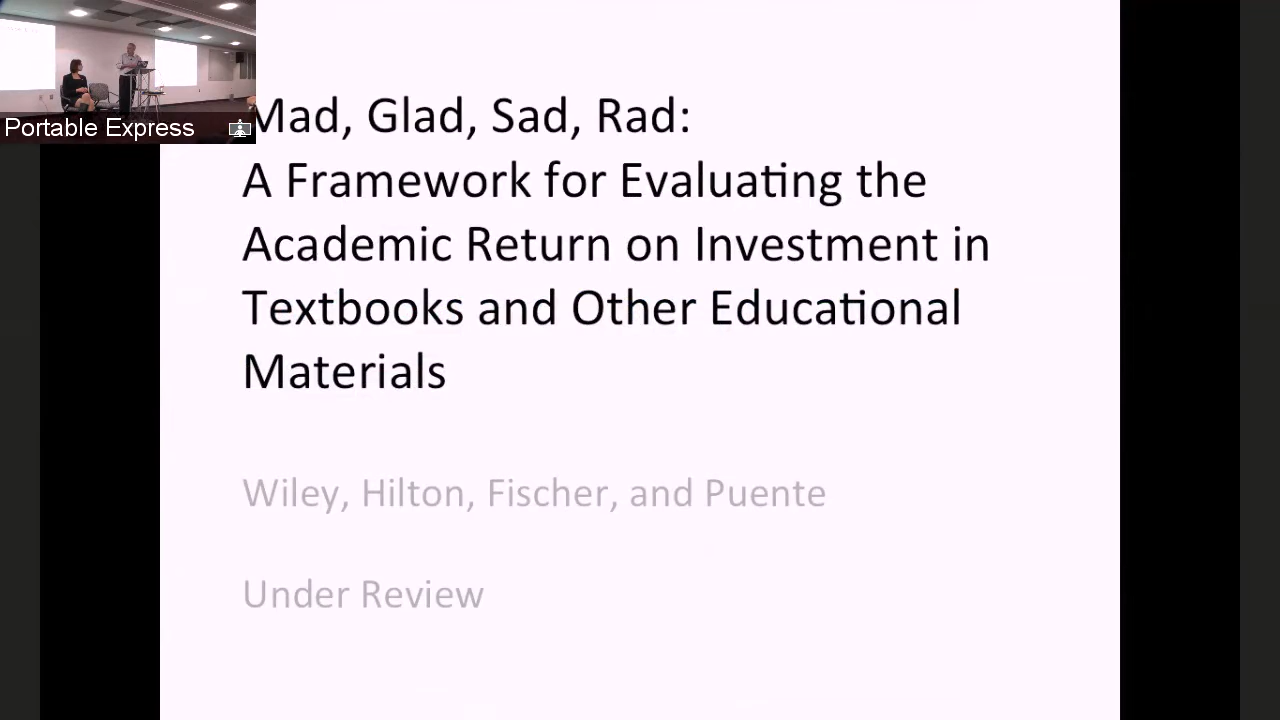 Portable Express
Mad, Glad, Sad, Rad:
A Framework for Evaluating the
Academic Return on Investment in
Textbooks and Other Educational
Materials
Wiley, Hilton, Fischer, and Puente
Under Review